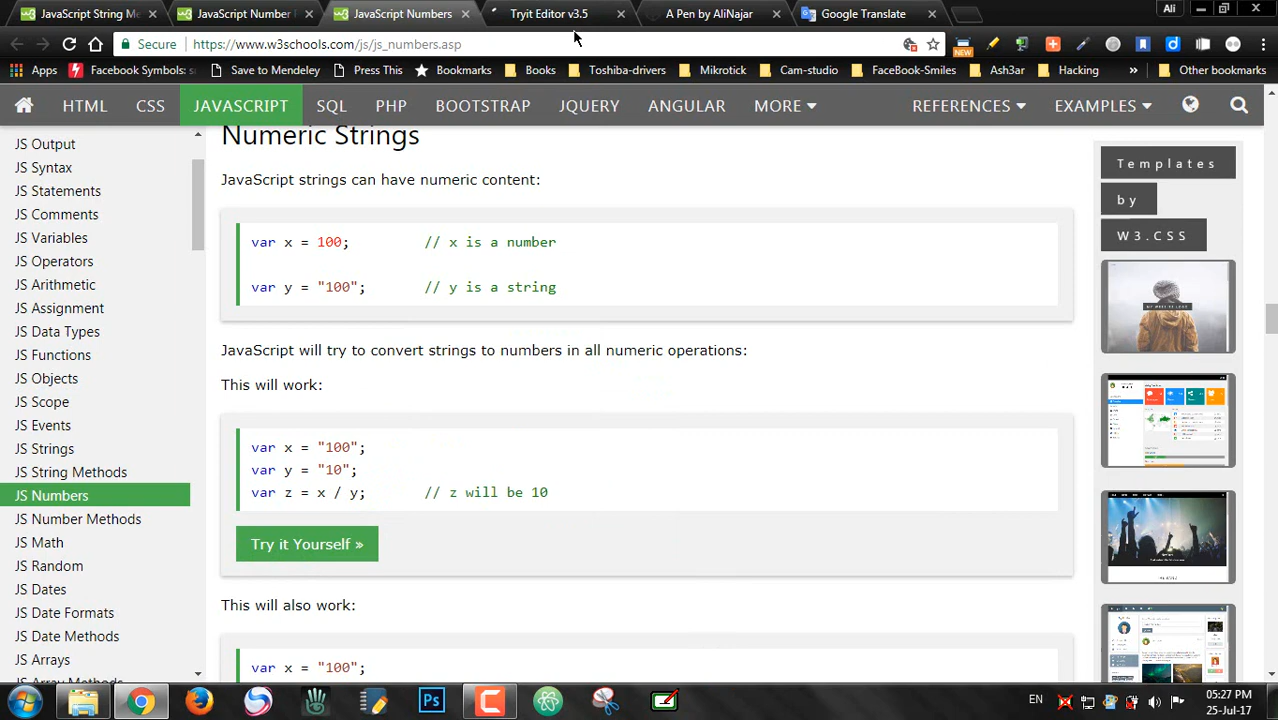 JavaScript String M
JavaScript Number
JavaScript Numbers
Tryit Editor v3.5
A Pen by AliNajar
Google Translate
Ali
Secure
https://www.w3schools.com/js/js_numbers.asp
NEW
Apps
Facebook Symbols: s
Save to Mendeley
Press This
Bookmarks
Books
Toshiba-drivers
Mikrotick
Cam-studio
FaceBook-Smiles
Ash3ar
Hacking
»
Other bookmarks
HTML
CSS
JAVASCRIPT
SQL
PHP
BOOTSTRAP
JQUERY
ANGULAR
MORE
REFERENCES
EXAMPLES
JS Output
JS Syntax
JS Statements
JS Comments
JS Variables
JS Operators
JS Arithmetic
JS Assignment
JS Data Types
JS Functions
JS Objects
JS Scope
JS Events
JS Strings
JS String Methods
JS Numbers
JS Number Methods
JS Math
JS Random
JS Dates
JS Date Formats
JS Date Methods
JS Arrays
JS Array Methods
Numeric Strings
JavaScript strings can have numeric content:
var x = 100; // x is a number
var y = "100"; // y is a string
JavaScript will try to convert strings to numbers in all numeric operations:
This will work:
var x = "100";
var y = "10";
var z = x / y; // z will be 10
Try it Yourself »
This will also work:
var x = "100";
Templates
by
W3.CSS
Ps
EN
05:27 PM
25-Jul-17